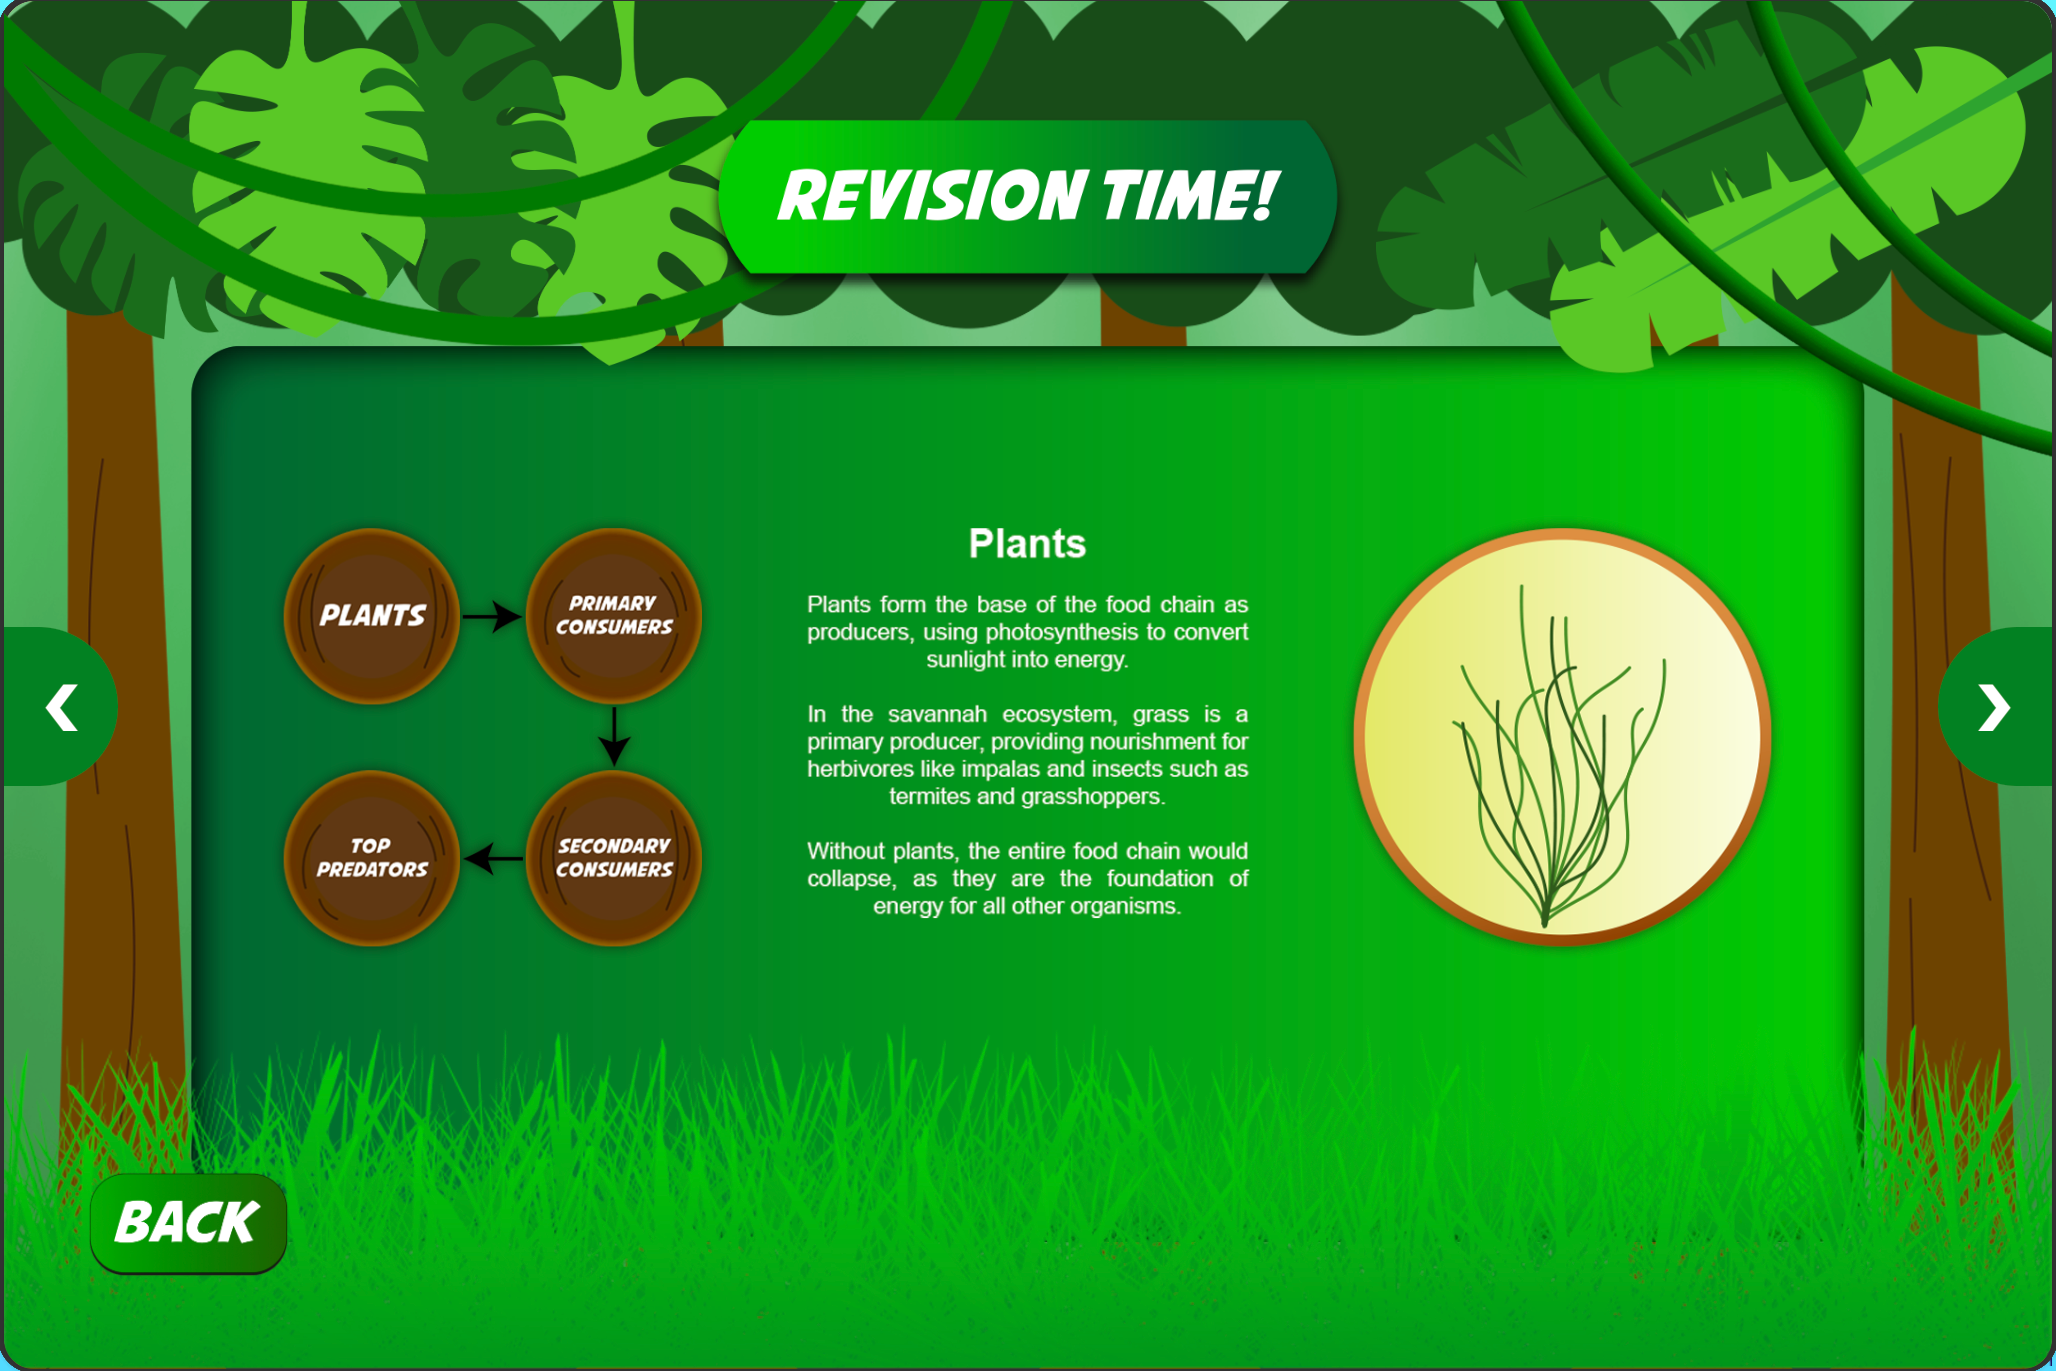 REVISION TIME!
PLANTS
PRIMARY
CONSUMERS
TOP
PREDATORS
SECONDARY
CONSUMERS
Plants
Plants form the base of the food chain as
producers, using photosynthesis to convert
sunlight into energy.
In the savannah ecosystem, grass is a
primary producer, providing nourishment for
herbivores like impalas and insects such as
termites and grasshoppers.
Without plants, the entire food chain would
collapse, as they are the foundation of
energy for all other organisms.
BACK